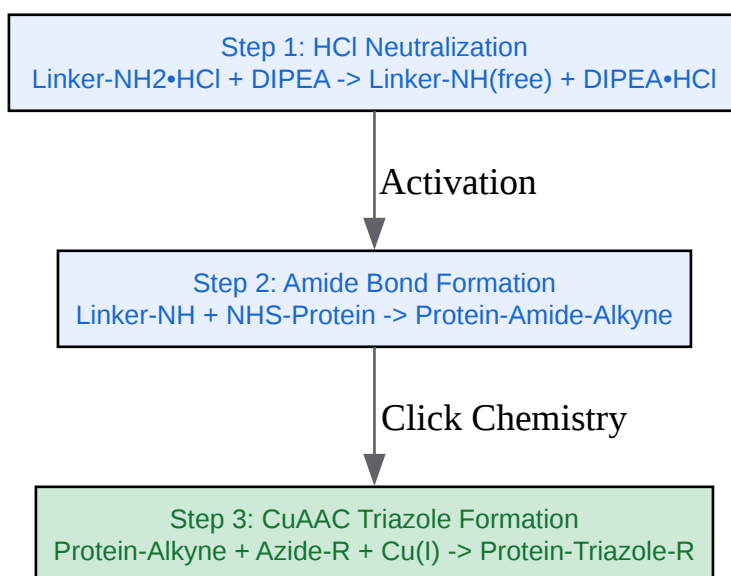 Step 1: HCl Neutralization
Linker-NH2•HCl + DIPEA -> Linker-NH(free) + DIPEA•HCl
Activation
Step 2: Amide Bond Formation
Linker-NH + NHS-Protein -> Protein-Amide-Alkyne
Click Chemistry
Step 3: CuAAC Triazole Formation
Protein-Alkyne + Azide-R + Cu(I) -> Protein-Triazole-R